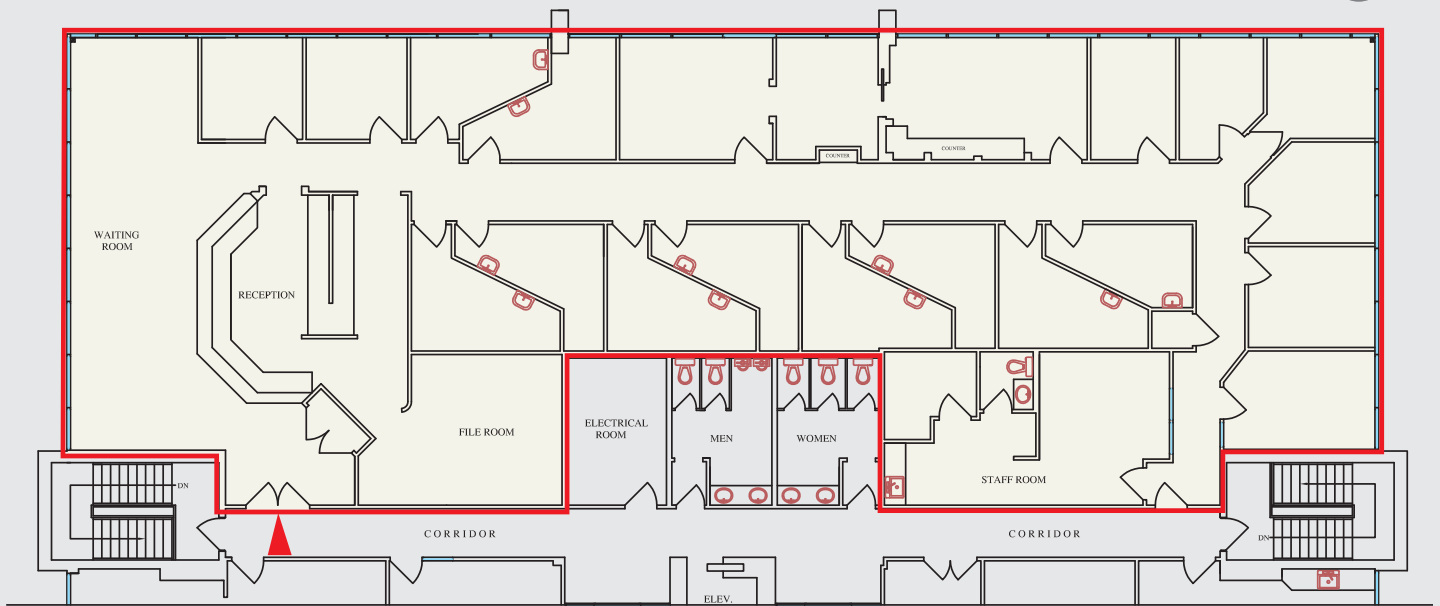 COUNTER
COUNTER
WAITING
ROOM
RECEPTION
FILE ROOM
ELECTRICAL
ROOM
MEN
WOMEN
STAFF ROOM
DN
CORRIDOR
CORRIDOR
DN
ELEV.